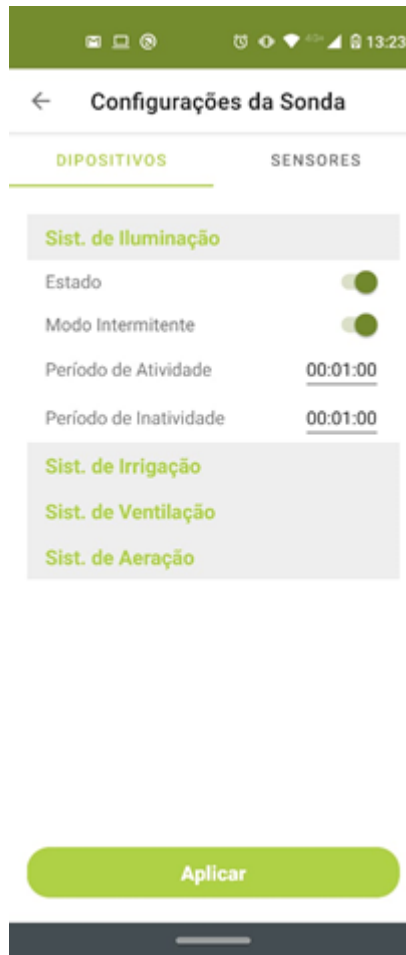 13:23
Configurações da Sonda
DIPOSITIVOS SENSORES
Sist. de Iluminação
Estado
Modo Intermitente
Período de Atividade 00:01:00
Período de Inatividade 00:01:00
Sist. de Irrigação
Sist. de Ventilação
Sist. de Aeração
Aplicar